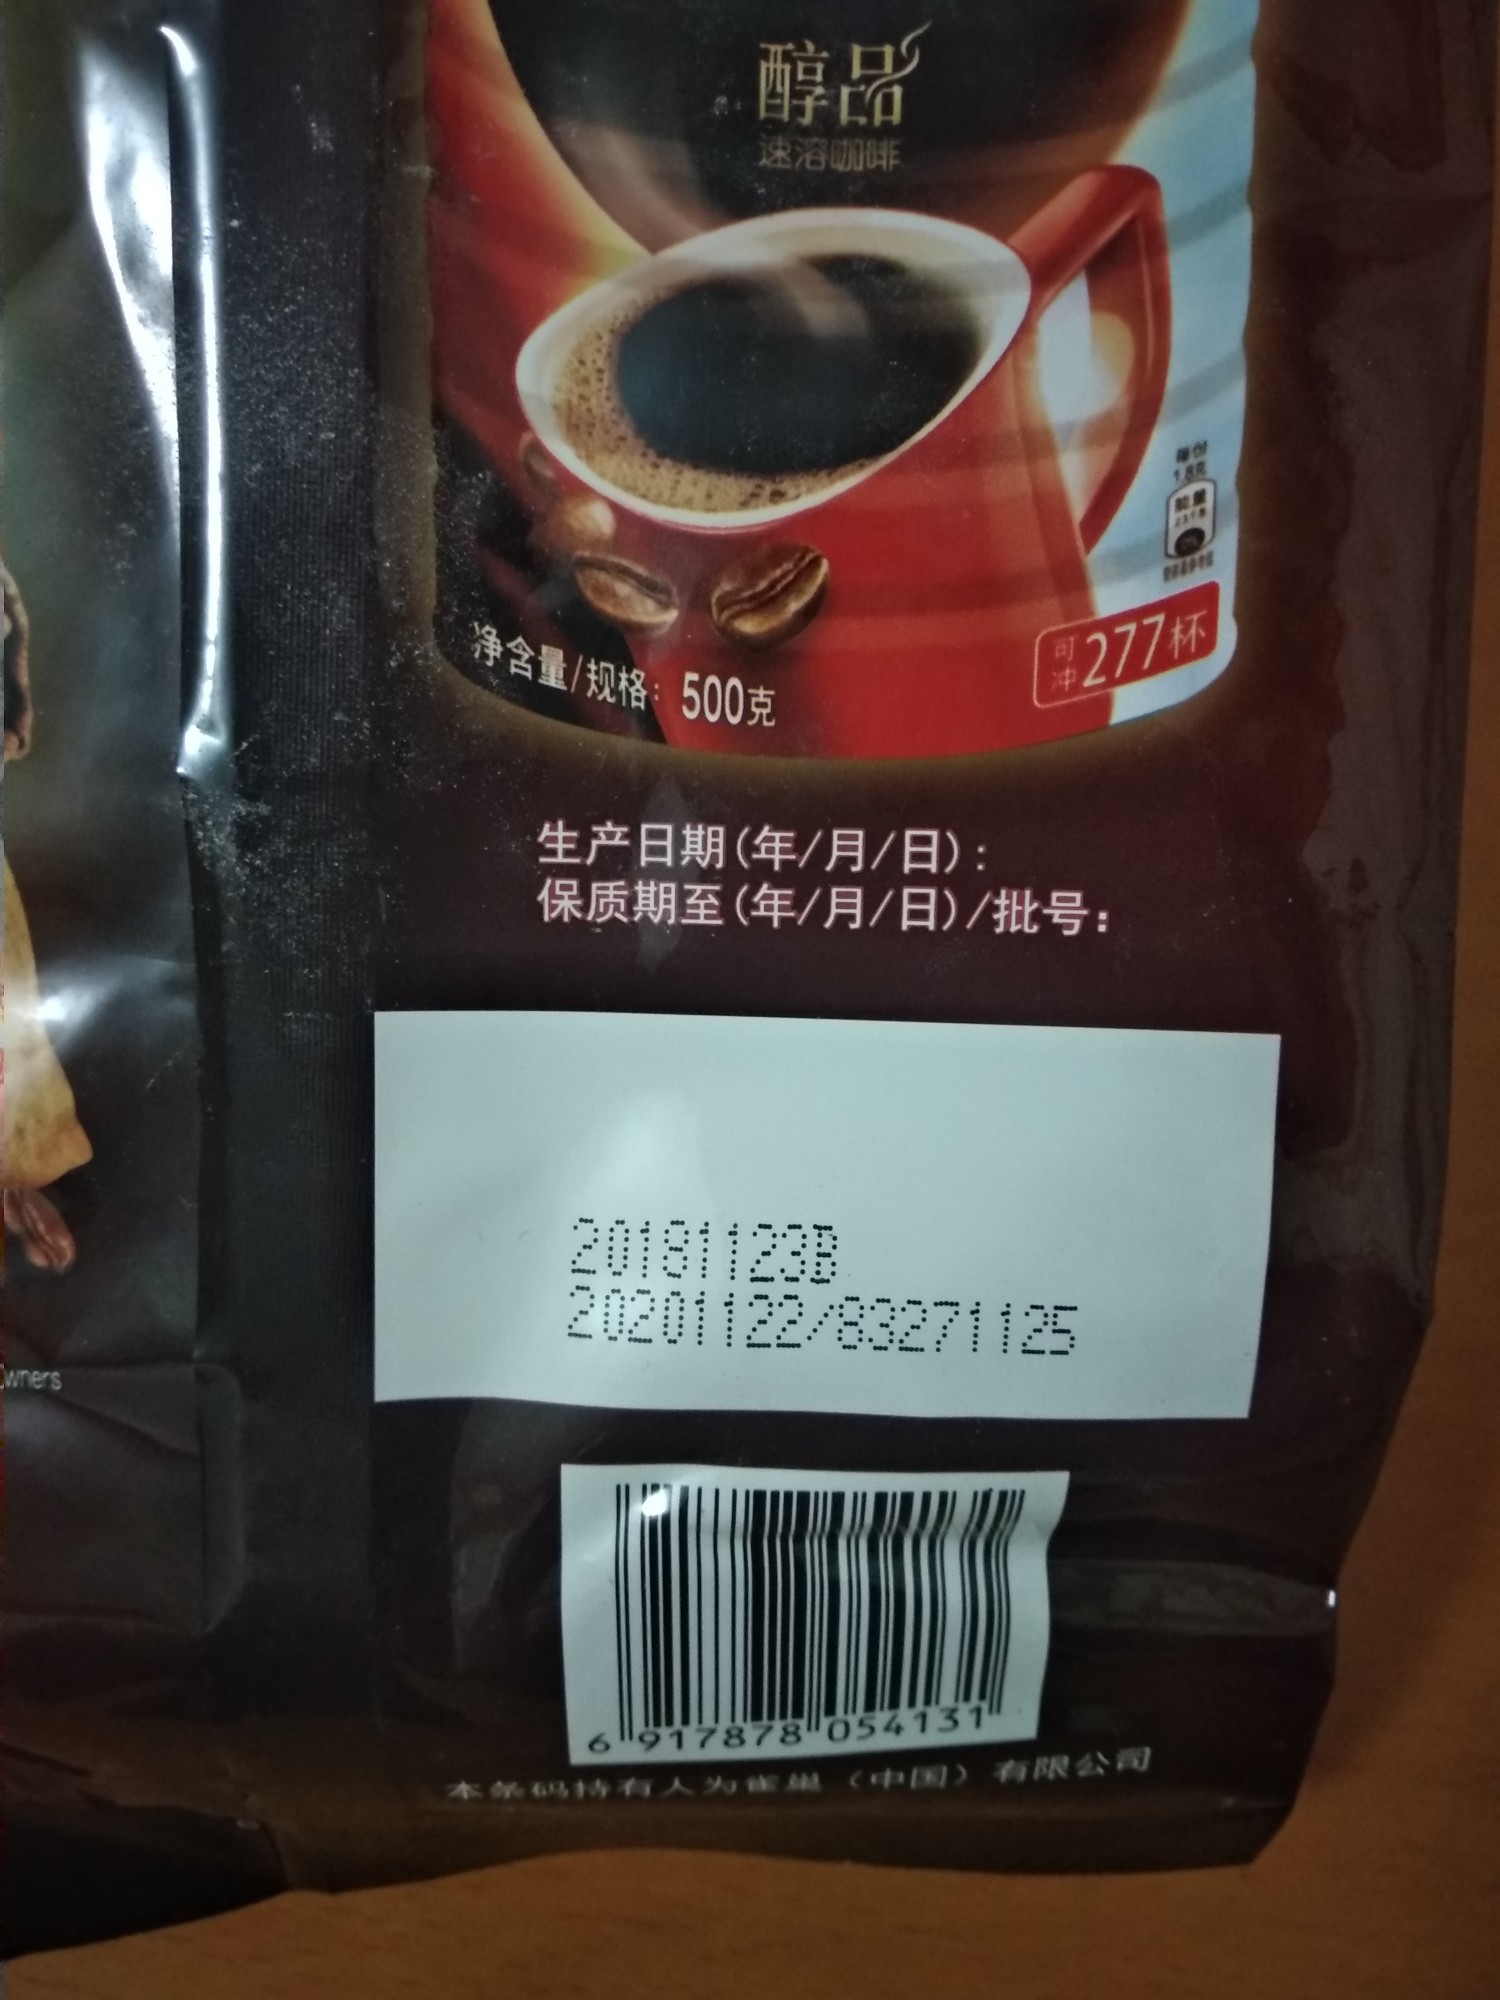 醇品
速溶咖啡
每份
1.8克
能量
净含量/规格：500克
可冲277杯
生产日期(年/月/日)：
保质期至(年/月/日)/批号：
20181123B
20201122/83271125
wners
6 917878 054131
本条码持有人为雀巢（中国）有限公司